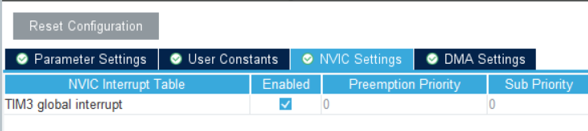 Reset Configuration
Parameter Settings User Constants NVIC Settings DMA Settings
NVIC Interrupt Table Enabled Preemption Priority Sub Priority
TIM3 global interrupt 0 0